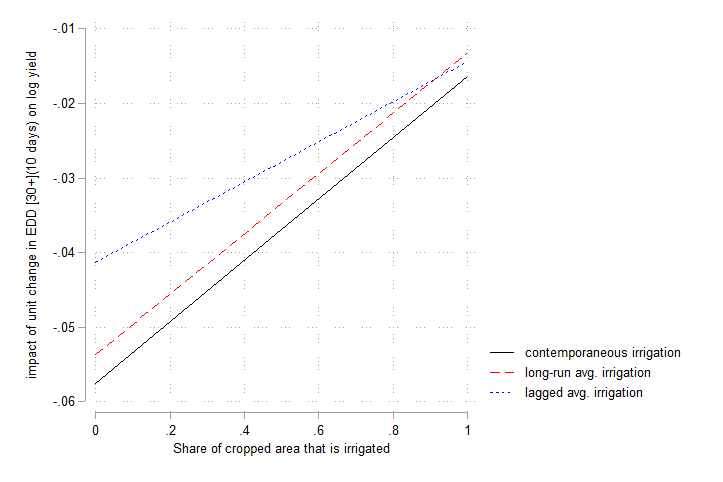 impact of unit change in EDD [30+](10 days) on log yield
-.01
-.02
-.03
-.04
-.05
-.06
0 .2 .4 .6 .8 1
Share of cropped area that is irrigated
contemporaneous irrigation
long-run avg. irrigation
lagged avg. irrigation